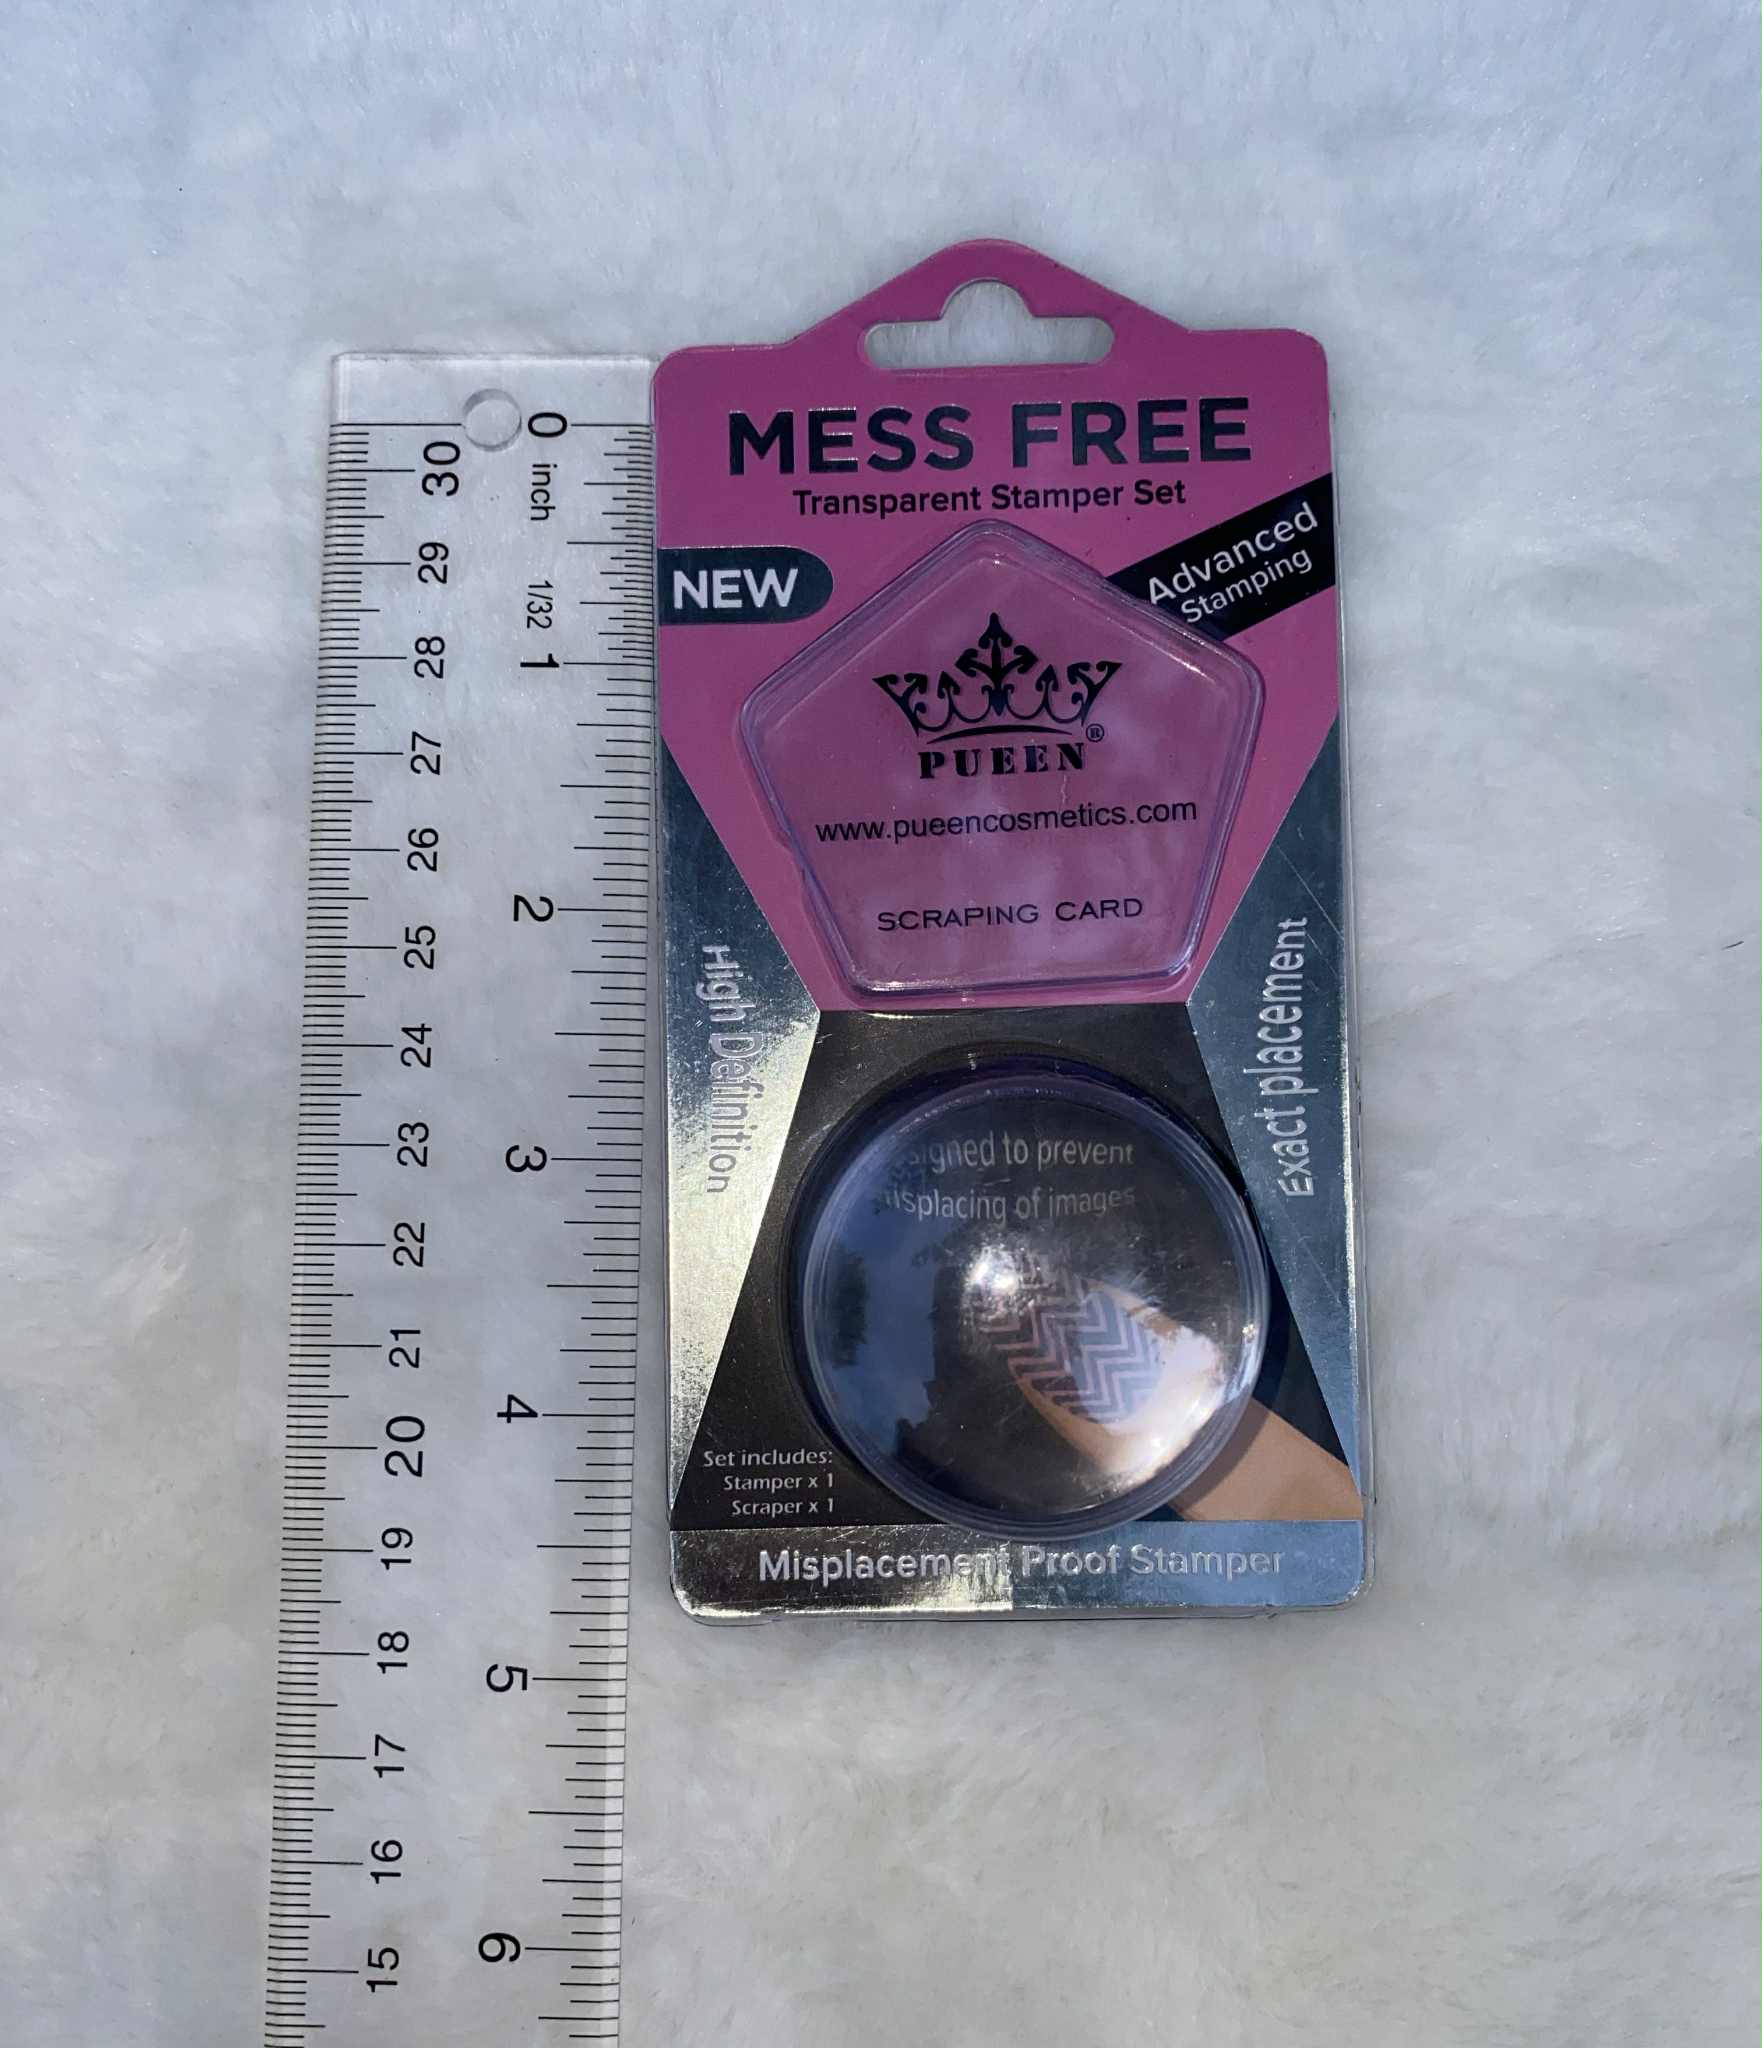 MESS FREE
Transparent Stamper Set
NEW
Advanced
Stamping
PUEEN®
www.pueencosmetics.com
SCRAPING CARD
High Definition
Exact placement
to prevent
of images
Set includes:
Stamper x 1
Scraper x 1
Misplacement Proof Stamper
0
inch
1/32
1
2
3
4
5
6
30
29
28
27
26
25
24
23
22
21
20
19
18
17
16
15